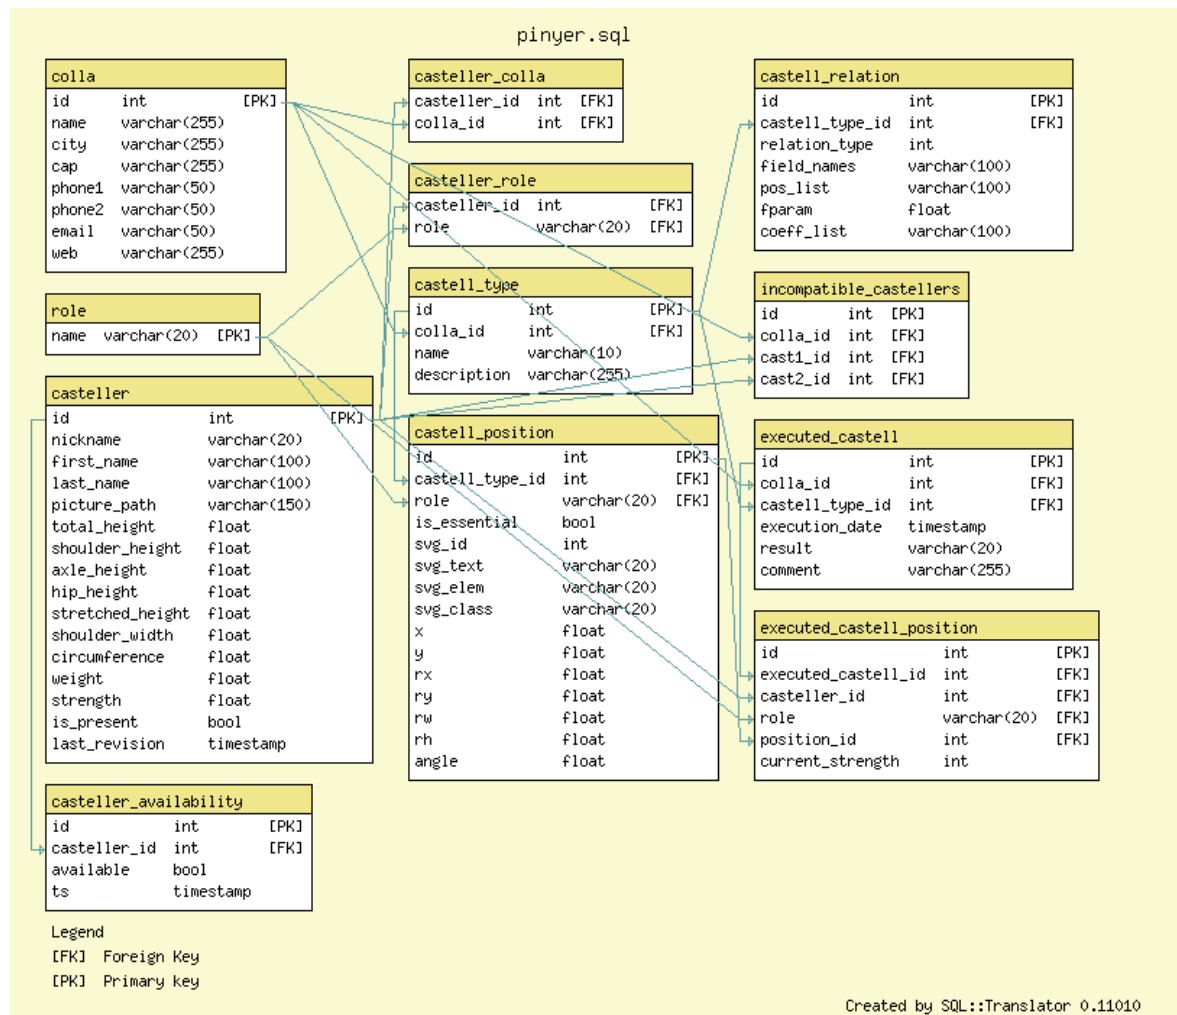 pinyer.sql
colla
id int [PK]
name varchar(255)
city varchar(255)
cap varchar(255)
phone1 varchar(50)
phone2 varchar(50)
email varchar(50)
web varchar(255)
role
name varchar(20) [PK]
casteller
id int [PK]
nickname varchar(20)
first_name varchar(100)
last_name varchar(100)
picture_path varchar(150)
total_height float
shoulder_height float
axle_height float
hip_height float
stretched_height float
shoulder_width float
circumference float
weight float
strength float
is_present bool
last_revision timestamp
casteller_availability
id int [PK]
casteller_id int [FK]
available bool
ts timestamp
Legend
[FK] Foreign Key
[PK] Primary key
casteller_colla
casteller_id int [FK]
colla_id int [FK]
casteller_role
casteller_id int [FK]
role varchar(20) [FK]
castell_type
id int [PK]
colla_id int [FK]
name varchar(10)
description varchar(255)
castell_position
id int [PK]
castell_type_id int [FK]
role varchar(20) [FK]
is_essential bool
svg_id int
svg_text varchar(20)
svg_elem varchar(20)
svg_class varchar(20)
x float
y float
rx float
ry float
rw float
rh float
angle float
castell_relation
id int [PK]
castell_type_id int [FK]
relation_type int
field_names varchar(100)
pos_list varchar(100)
fparam float
coeff_list varchar(100)
incompatible_castellers
id int [PK]
colla_id int [FK]
cast1_id int [FK]
cast2_id int [FK]
executed_castell
id int [PK]
colla_id int [FK]
castell_type_id int [FK]
execution_date timestamp
result varchar(20)
comment varchar(255)
executed_castell_position
id int [PK]
executed_castell_id int [FK]
casteller_id int [FK]
role varchar(20) [FK]
position_id int [FK]
current_strength int
Created by SQL::Translator 0.11010